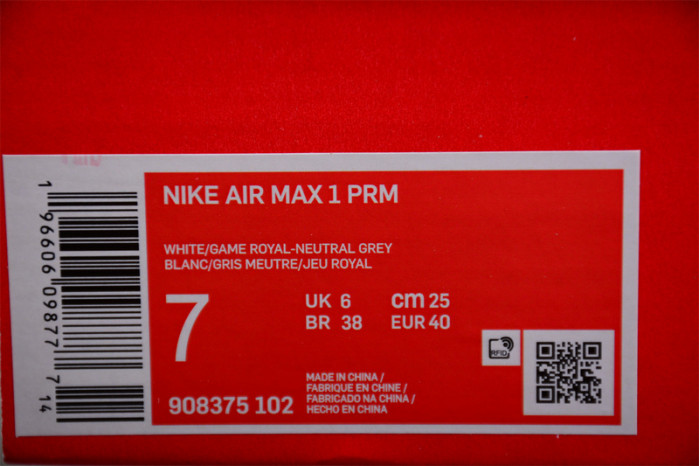 NIKE AIR MAX 1 PRM
WHITE/GAME ROYAL-NEUTRAL GREY
BLANC/GRIS MEUTRE/JEU ROYAL
7
UK 6 cm 25
BR 38 EUR 40
RFID
908375 102
MADE IN CHINA /
FABRIQUE EN CHINE /
FABRICADO NA CHINA /
HECHO EN CHINA
1 96606 09877 7 14